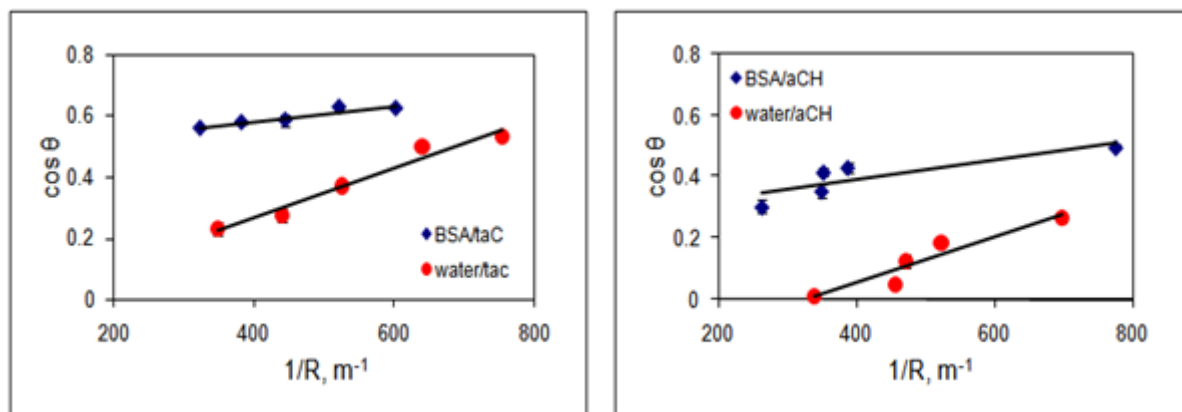 0.8
0.6
0.4
0.2
0
cos θ
200
400
600
800
1/R, m⁻¹
BSA/taC
water/tac
0.8
0.6
0.4
0.2
0
cos θ
200
400
600
800
1/R, m⁻¹
BSA/aCH
water/aCH